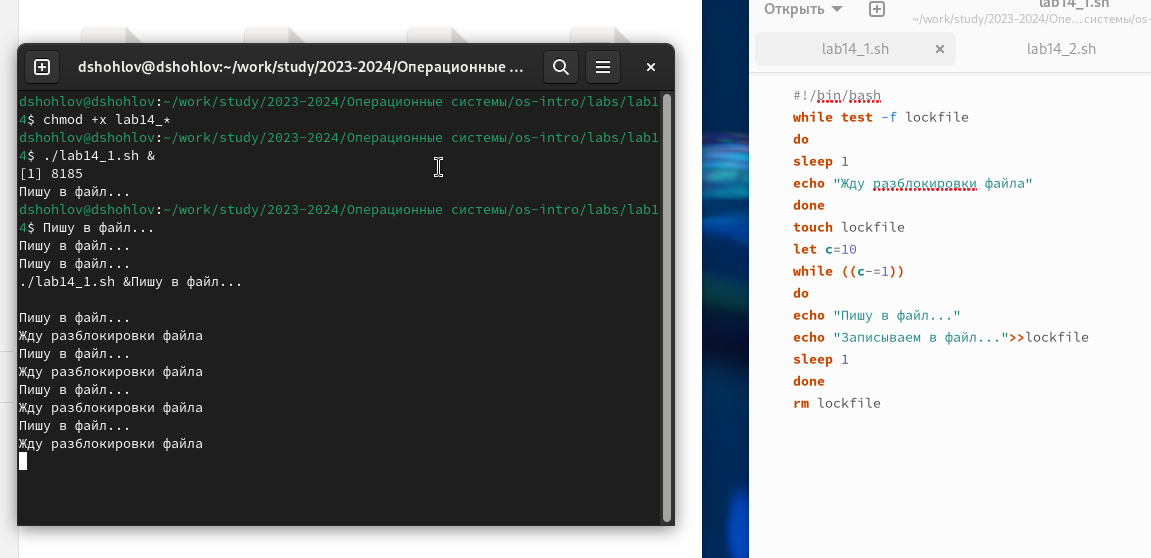 dshohlov@dshohlov:~/work/study/2023-2024/Операционные ...
dshohlov@dshohlov:~/work/study/2023-2024/Операционные системы/os-intro/labs/lab1
4$ chmod +x lab14_*
dshohlov@dshohlov:~/work/study/2023-2024/Операционные системы/os-intro/labs/lab1
4$ ./lab14_1.sh &
[1] 8185
Пишу в файл...
dshohlov@dshohlov:~/work/study/2023-2024/Операционные системы/os-intro/labs/lab1
4$ Пишу в файл...
Пишу в файл...
Пишу в файл...
./lab14_1.sh &Пишу в файл...
Пишу в файл...
Жду разблокировки файла
Пишу в файл...
Жду разблокировки файла
Пишу в файл...
Жду разблокировки файла
Пишу в файл...
Жду разблокировки файла
Открыть
lab14_1.sh
~/work/study/2023-2024/Опе...системы/os-
lab14_1.sh
lab14_2.sh
#!/bin/bash
while test -f lockfile
do
sleep 1
echo "Жду разблокировки файла"
done
touch lockfile
let c=10
while ((c-=1))
do
echo "Пишу в файл..."
echo "Записываем в файл...">>lockfile
sleep 1
done
rm lockfile